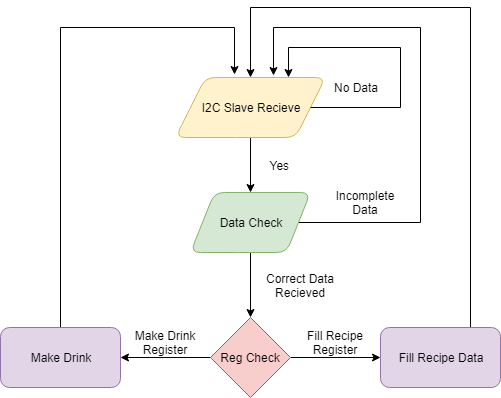 No Data
I2C Slave Recieve
Yes
Incomplete
Data
Data Check
Correct Data
Recieved
Make Drink
Register
Fill Recipe
Register
Make Drink
Reg Check
Fill Recipe Data